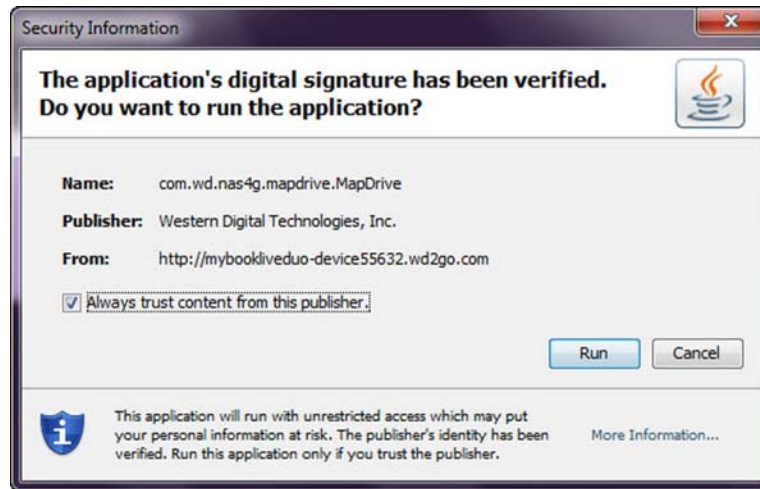 Security Information
The application's digital signature has been verified.
Do you want to run the application?
Name: com.wd.nas4g.mapdrive.MapDrive
Publisher: Western Digital Technologies, Inc.
From: http://mybookliveduo-device55632.wd2go.com
Always trust content from this publisher.
Run Cancel
This application will run with unrestricted access which may put
your personal information at risk. The publisher's identity has been
verified. Run this application only if you trust the publisher.
More Information...